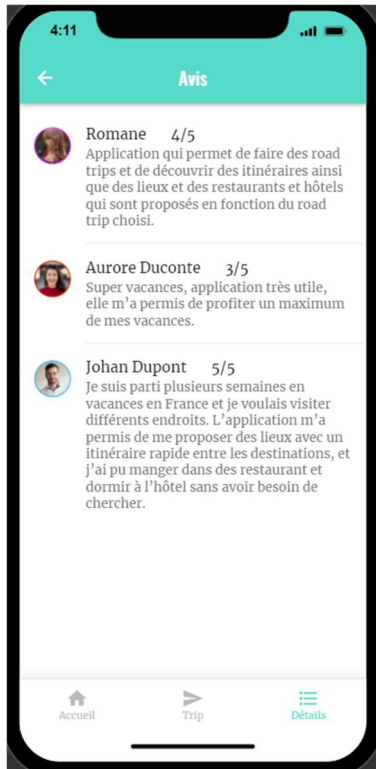 4:11
Avis
Romane 4/5
Application qui permet de faire des road
trips et de découvrir des itinéraires ainsi
que des lieux et des restaurants et hôtels
qui sont proposés en fonction du road
trip choisi.
Aurore Duconte 3/5
Super vacances, application très utile,
elle m'a permis de profiter un maximum
de mes vacances.
Johan Dupont 5/5
Je suis parti plusieurs semaines en
vacances en France et je voulais visiter
différents endroits. L'application m'a
permis de me proposer des lieux avec un
itinéraire rapide entre les destinations, et
j'ai pu manger dans des restaurant et
dormir à l'hôtel sans avoir besoin de
chercher.
Accueil Trip Détails